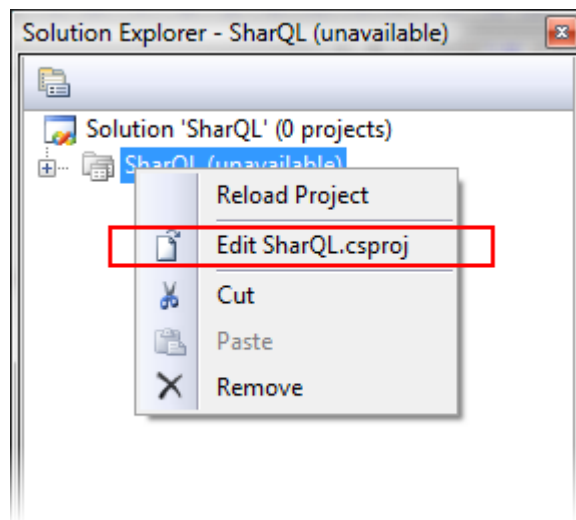 Solution Explorer - SharQL (unavailable)
Solution 'SharQL' (0 projects)
SharQL (unavailable)
Reload Project
Edit SharQL.csproj
Cut
Paste
Remove